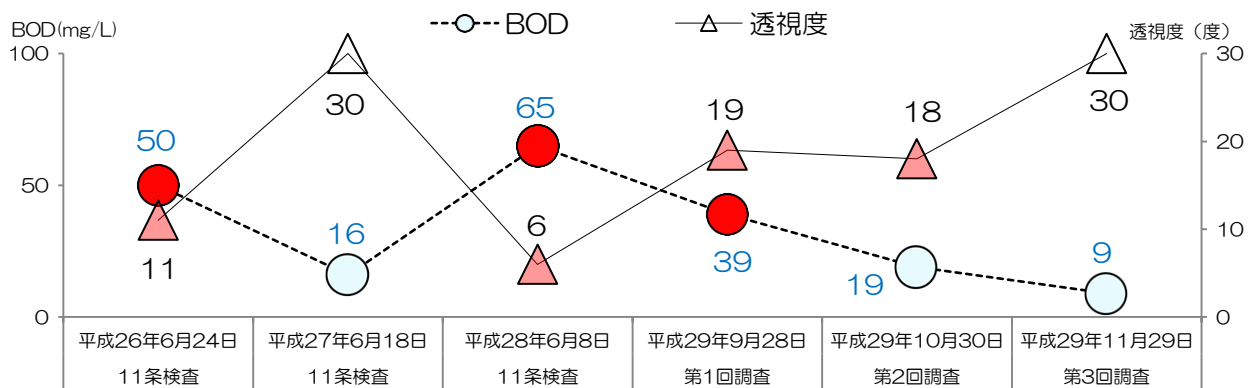 BOD(mg/L)
BOD
透視度
透視度（度）
100
50
0
30
20
10
0
50
16
65
39
19
9
11
30
6
19
18
30
平成26年6月24日
平成27年6月18日
平成28年6月8日
平成29年9月28日
平成29年10月30日
平成29年11月29日
11条検査
11条検査
11条検査
第1回調査
第2回調査
第3回調査